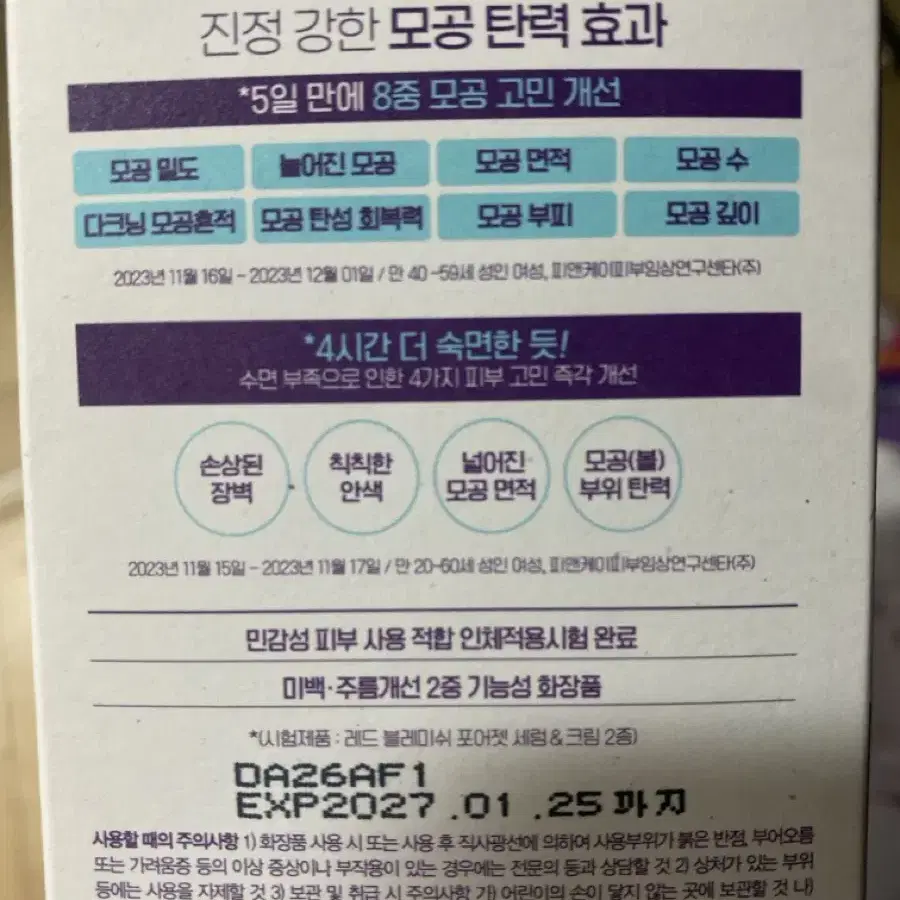 진정 강한 모공 탄력 효과
*5일 만에 8중 모공 고민 개선
모공 밀도 늘어진 모공 모공 면적 모공 수
다크닝 모공흔적 모공 탄성 회복력 모공 부피 모공 깊이
2023년 11월 16일 - 2023년 12월 01일 / 만 40-59세 성인 여성, 피앤케이피부임상연구센타(주)
*4시간 더 숙면한 듯!
수면 부족으로 인한 4가지 피부 고민 즉각 개선
손상된 장벽
칙칙한 안색
넓어진 모공 면적
모공(볼) 부위 탄력
2023년 11월 15일 - 2023년 11월 17일 / 만 20-60세 성인 여성, 피앤케이피부임상연구센타(주)
민감성 피부 사용 적합 인체적용시험 완료
미백·주름개선 2중 기능성 화장품
*(시험제품 : 레드 블레미쉬 포어젯 세럼 & 크림 2종)
DA26AF1
EXP2027.01.25까지
사용할 때의 주의사항 1) 화장품 사용 시 또는 사용 후 직사광선에 의하여 사용부위가 붉은 반점, 부어오름
또는 가려움증 등의 이상 증상이나 부작용이 있는 경우에는 전문의 등과 상담할 것 2) 상처가 있는 부위
등에는 사용을 자제할 것 3) 보관 및 취급 시 주의사항 가) 어린이의 손이 닿지 않는 곳에 보관할 것 나)